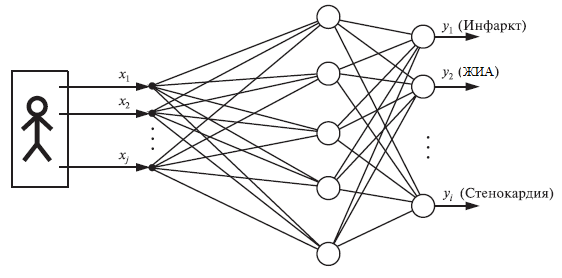 x₁
x₂
xⱼ
y₁ (Инфаркт)
y₂ (ЖИА)
yᵢ (Стенокардия)